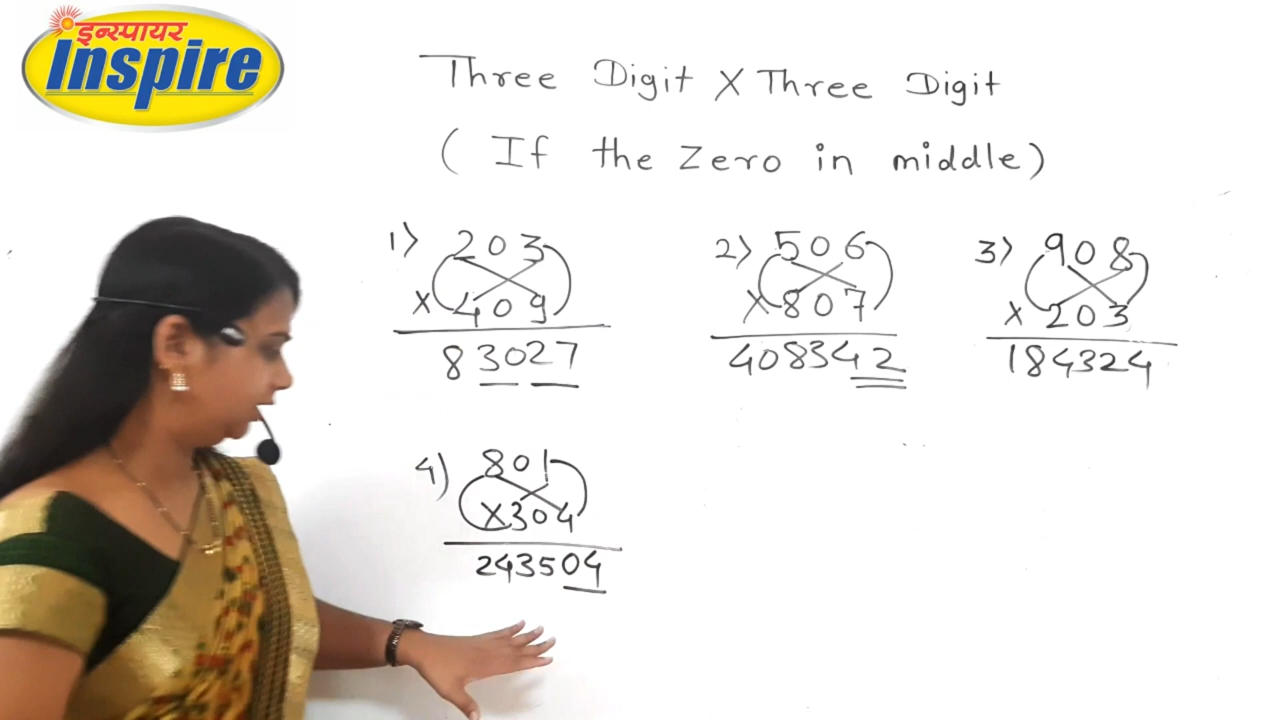 इन्स्पायर
Inspire
Three Digit X Three Digit
( If the Zero in middle)
1) 203
X 409
83027
2) 506
X 807
408342
3) 908
X 203
184324
4) 801
X304
243504